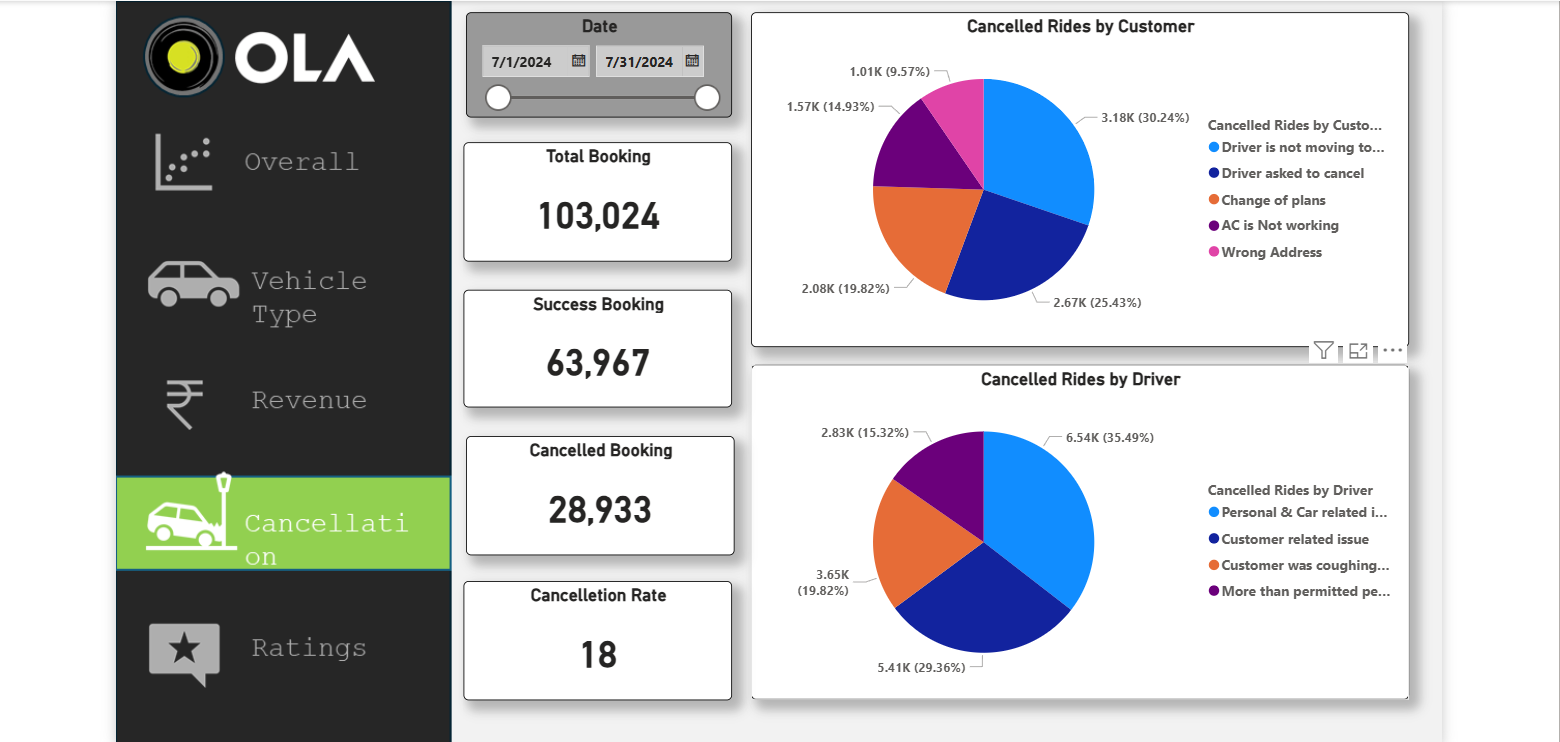 OLA
Overall
Vehicle
Type
Revenue
Cancellati
on
Ratings
Date
7/1/2024
7/31/2024
Total Booking
103,024
Success Booking
63,967
Cancelled Booking
28,933
Cancelletion Rate
18
Cancelled Rides by Customer
1.01K (9.57%)
1.57K (14.93%)
3.18K (30.24%)
2.08K (19.82%)
2.67K (25.43%)
Cancelled Rides by Custo...
Driver is not moving to...
Driver asked to cancel
Change of plans
AC is Not working
Wrong Address
Cancelled Rides by Driver
2.83K (15.32%)
6.54K (35.49%)
3.65K
(19.82%)
5.41K (29.36%)
Cancelled Rides by Driver
Personal & Car related i...
Customer related issue
Customer was coughing...
More than permitted pe...